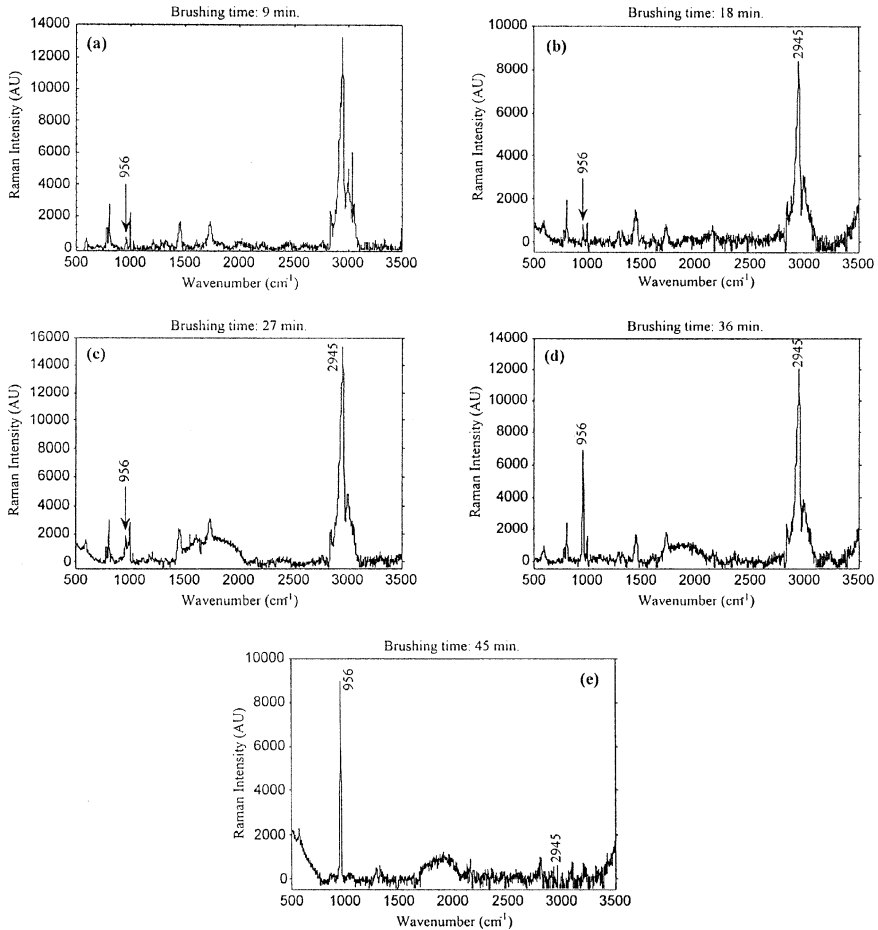 Brushing time: 9 min.
(a)
Raman Intensity (AU)
14000
12000
10000
8000
6000
4000
2000
0
956
500 1000 1500 2000 2500 3000 3500
Wavenumber (cm⁻¹)
Brushing time: 18 min.
(b)
Raman Intensity (AU)
10000
8000
6000
4000
2000
0
956
2945
500 1000 1500 2000 2500 3000 3500
Wavenumber (cm⁻¹)
Brushing time: 27 min.
(c)
Raman Intensity (AU)
16000
14000
12000
10000
8000
6000
4000
2000
0
956
2945
500 1000 1500 2000 2500 3000 3500
Wavenumber (cm⁻¹)
Brushing time: 36 min.
(d)
Raman Intensity (AU)
14000
12000
10000
8000
6000
4000
2000
0
956
2945
500 1000 1500 2000 2500 3000 3500
Wavenumber (cm⁻¹)
Brushing time: 45 min.
(e)
Raman Intensity (AU)
10000
8000
6000
4000
2000
0
956
2945
500 1000 1500 2000 2500 3000 3500
Wavenumber (cm⁻¹)